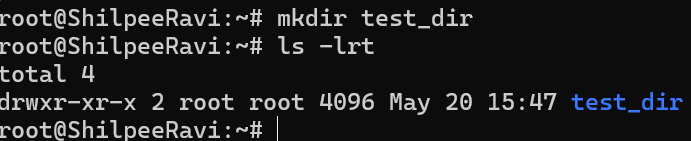 root@ShilpeeRavi:~# mkdir test_dir
root@ShilpeeRavi:~# ls -lrt
total 4
drwxr-xr-x 2 root root 4096 May 20 15:47 test_dir
root@ShilpeeRavi:~#